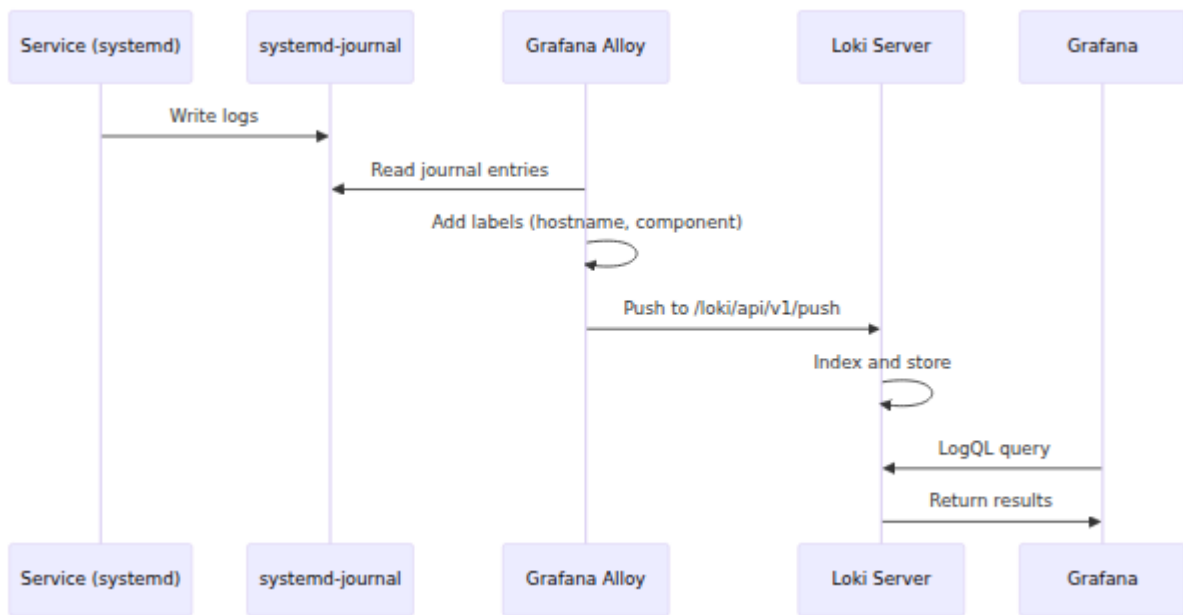 Service (systemd)
systemd-journal
Grafana Alloy
Loki Server
Grafana
Write logs
Read journal entries
Add labels (hostname, component)
Push to /loki/api/v1/push
Index and store
LogQL query
Return results
Service (systemd)
systemd-journal
Grafana Alloy
Loki Server
Grafana